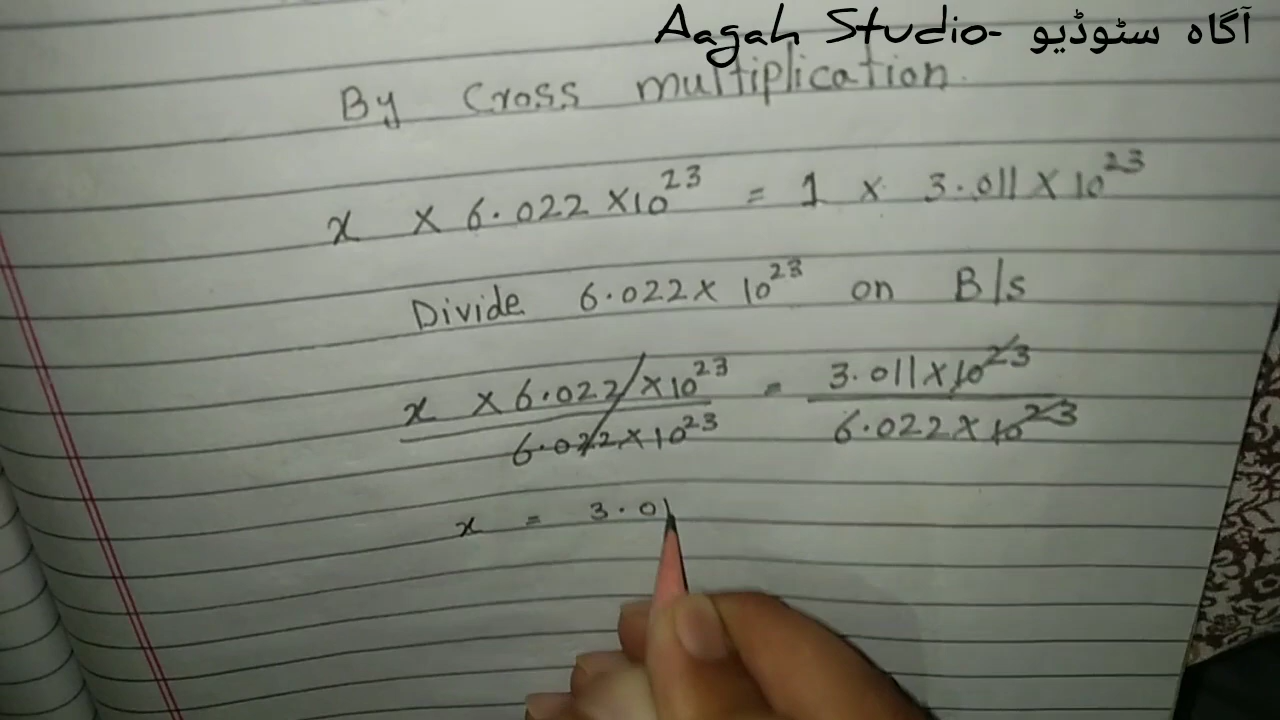 Aagah Studio- آگاہ سٹوڈیو
By Cross multiplication.
x × 6.022 × 10²³ = 1 × 3.011 × 10²³
Divide 6.022 × 10²³ on B/s
x × 6.022 × 10²³ / 6.022 × 10²³ = 3.011 × 10²³ / 6.022 × 10²³
x = 3.01